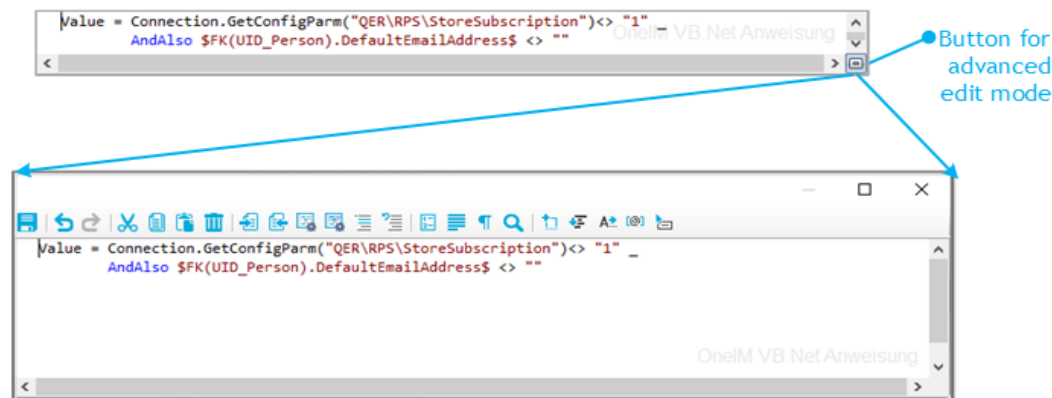 Value = Connection.GetConfigParm("QER\RPS\StoreSubscription")<> "1" _
AndAlso $FK(UID_Person).DefaultEmailAddress$ <> ""
OneIM VB.Net Anweisung
Button for
advanced
edit mode
Value = Connection.GetConfigParm("QER\RPS\StoreSubscription")<> "1" _
AndAlso $FK(UID_Person).DefaultEmailAddress$ <> ""
OneIM VB.Net Anweisung